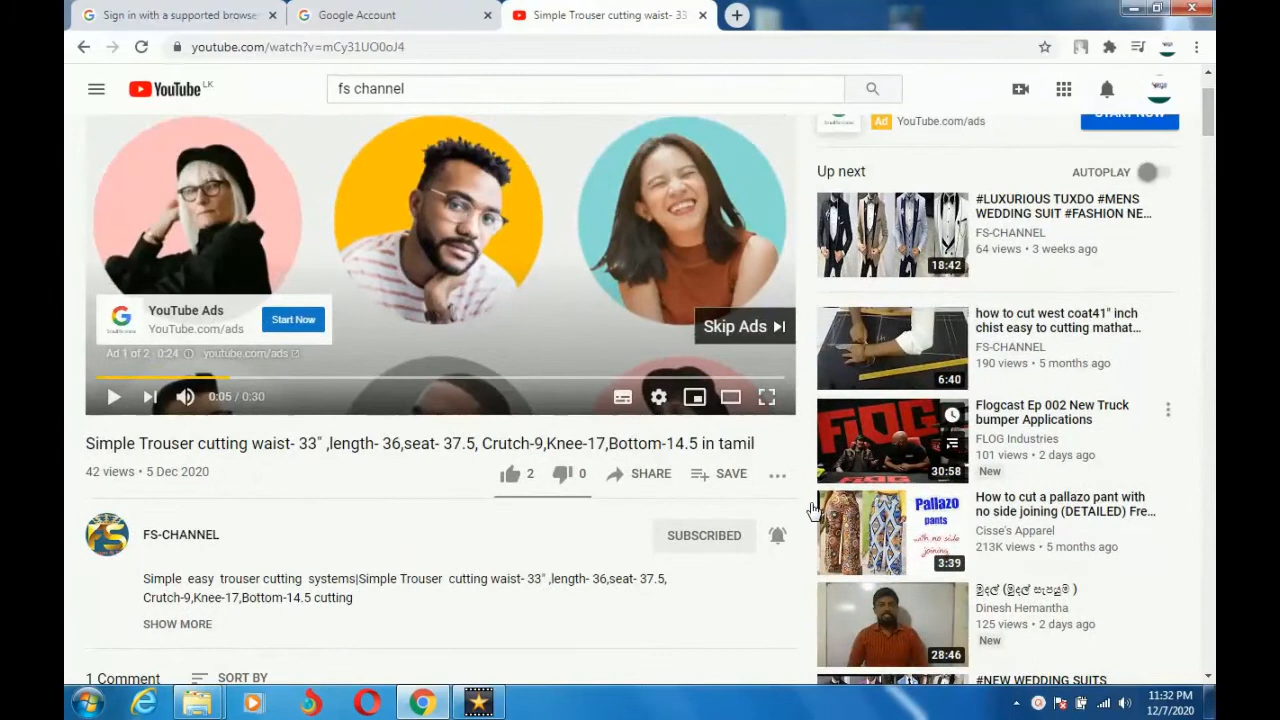 Sign in with a supported browse
Google Account
Simple Trouser cutting waist- 33
youtube.com/watch?v=mCy31UO0oJ4
YouTube LK
fs channel
Ad YouTube.com/ads
Up next
AUTOPLAY
#LUXURIOUS TUXDO #MENS
WEDDING SUIT #FASHION NE...
FS-CHANNEL
64 views • 3 weeks ago
18:42
YouTube Ads
YouTube.com/ads
Start Now
Skip Ads
Ad 1 of 2 · 0:24
youtube.com/ads
0:05 / 0:30
how to cut west coat41" inch
chist easy to cutting mathat...
FS-CHANNEL
190 views • 5 months ago
6:40
FLOG
Flogcast Ep 002 New Truck
bumper Applications
FLOG Industries
101 views • 2 days ago
New
30:58
Simple Trouser cutting waist- 33" ,length- 36,seat- 37.5, Crutch-9,Knee-17,Bottom-14.5 in tamil
42 views • 5 Dec 2020
2
0
SHARE
SAVE
FS
FS-CHANNEL
SUBSCRIBED
Simple easy trouser cutting systems|Simple Trouser cutting waist- 33" ,length- 36,seat- 37.5,
Crutch-9,Knee-17,Bottom-14.5 cutting
SHOW MORE
Pallazo
pants
with no side
joining
3:39
How to cut a pallazo pant with
no side joining (DETAILED) Fre...
Cisse's Apparel
213K views • 5 months ago
මුදල් (මුදල් සැපයුම )
Dinesh Hemantha
125 views • 2 days ago
New
28:46
1 Comment
SORT BY
#NEW WEDDING SUITS
11:32 PM
12/7/2020